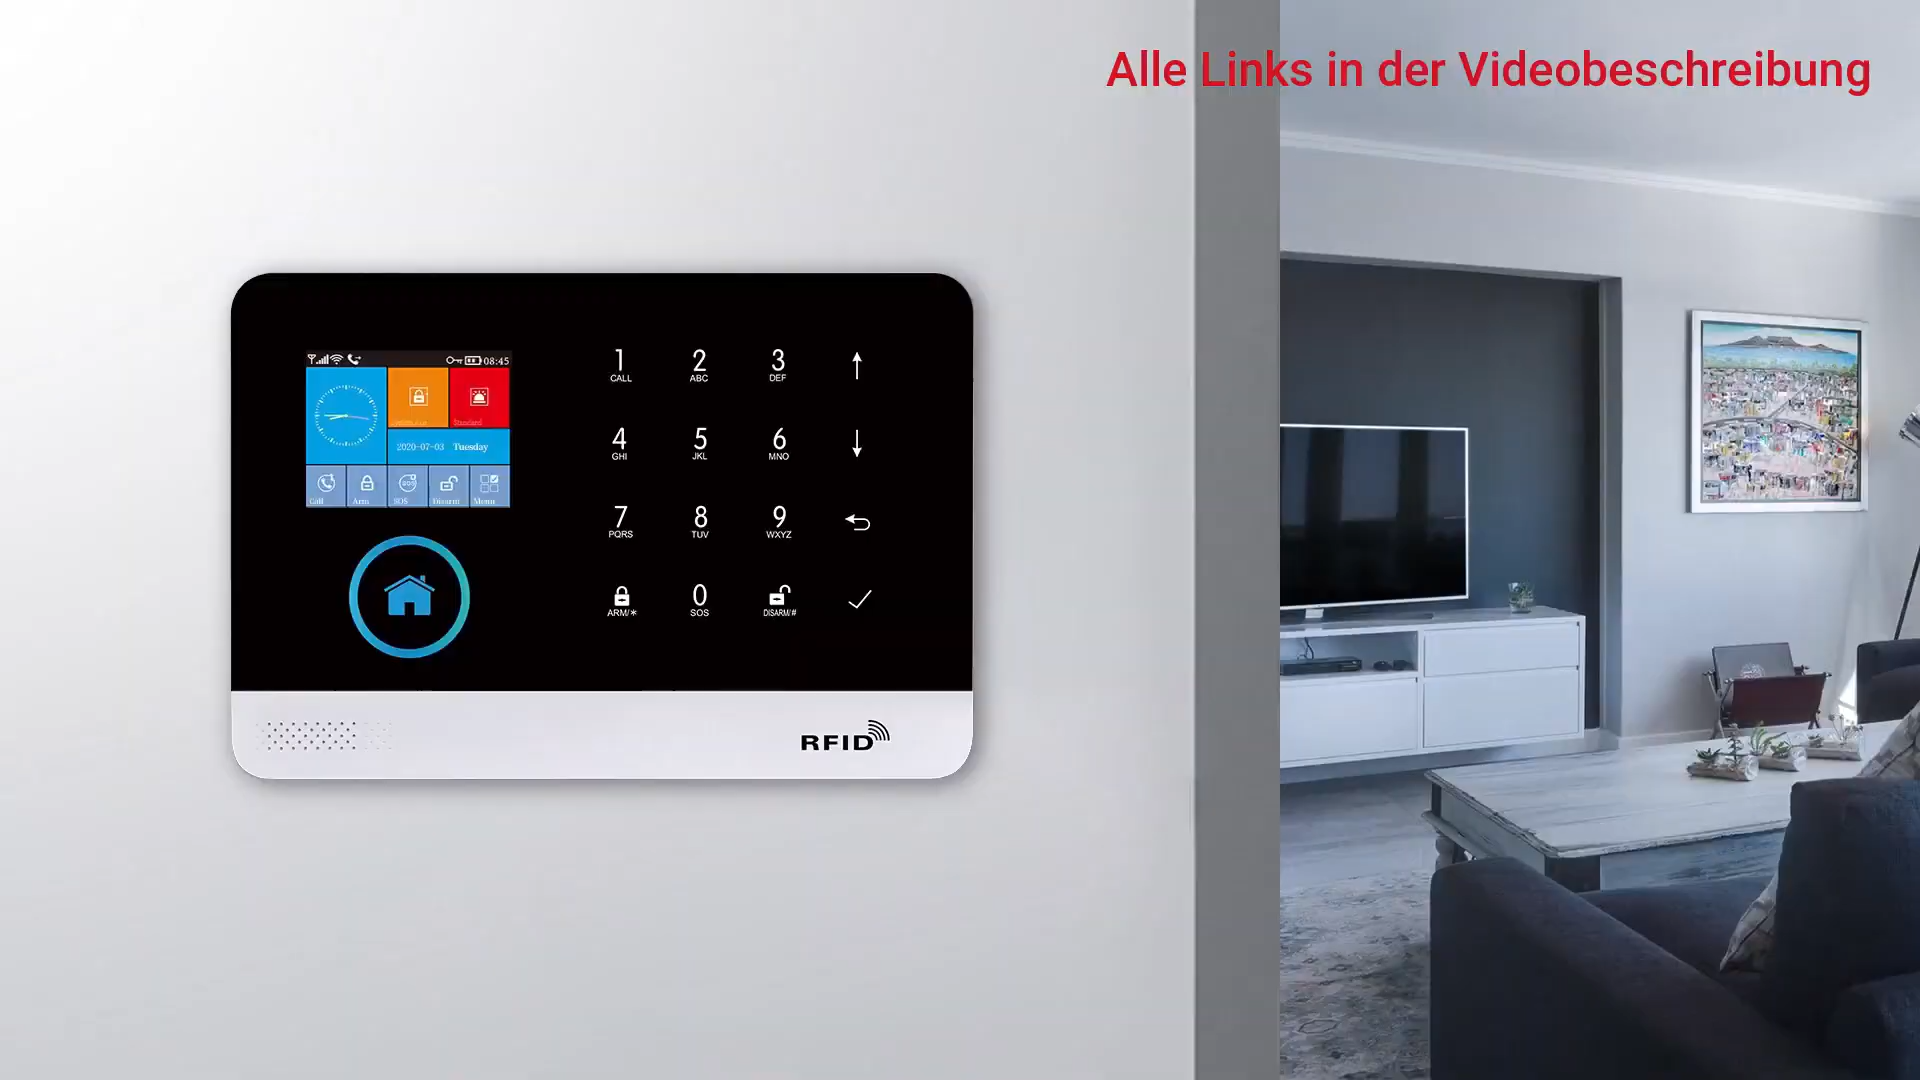 Alle Links in der Videobeschreibung
08:45
Standard
2020-07-03 Tuesday
Call Arm SOS Disarm Menu
1 2 3
CALL ABC DEF
4 5 6
GHI JKL MNO
7 8 9
PQRS TUV WXYZ
0
ARM/* SOS DISARM/#
RFID